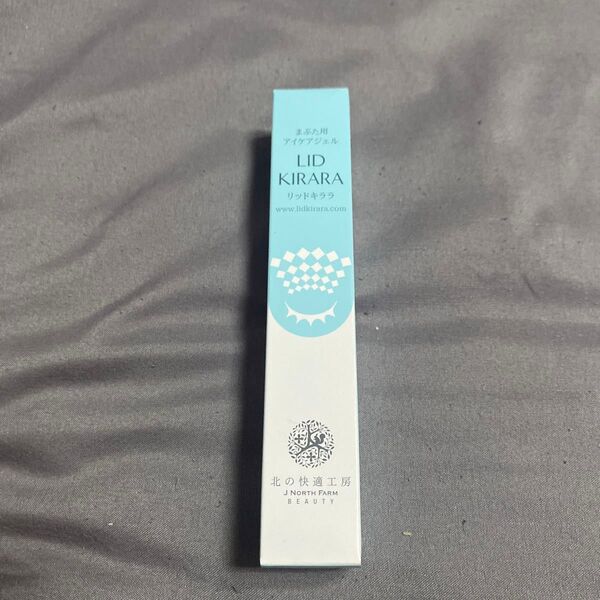 まぶた用
アイケアジェル
LID
KIRARA
リッドキララ
www.lidkirara.com
北の快適工房
J NORTH FARM
BEAUTY